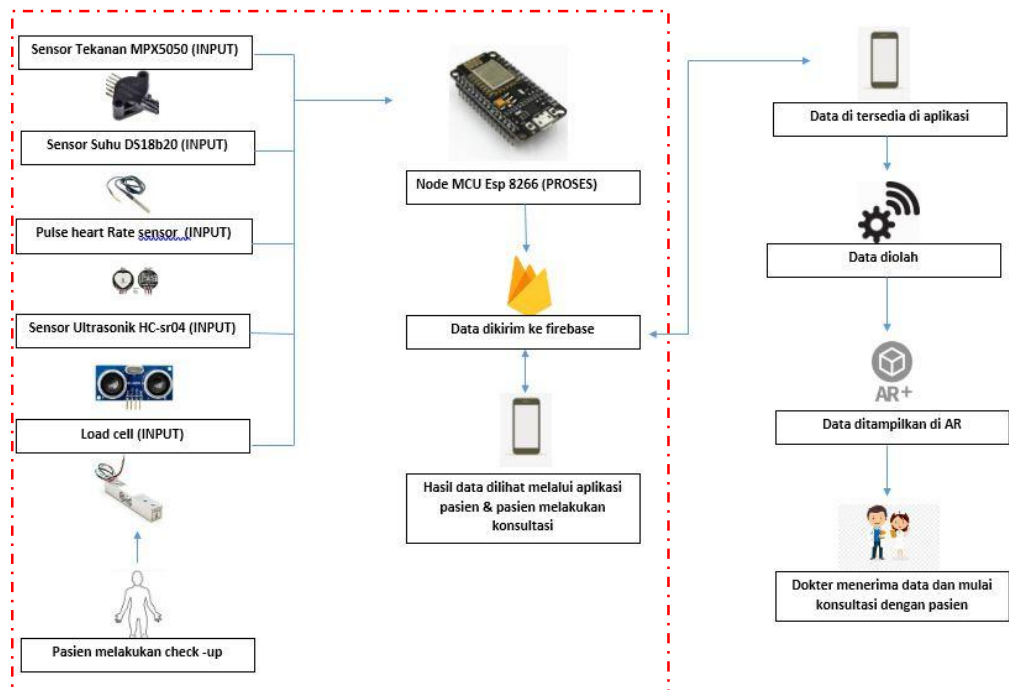 Sensor Tekanan MPX5050 (INPUT)
Sensor Suhu DS18b20 (INPUT)
Pulse heart Rate sensor (INPUT)
Sensor Ultrasonik HC-sr04 (INPUT)
Load cell (INPUT)
Pasien melakukan check -up
Node MCU Esp 8266 (PROSES)
Data dikirim ke firebase
Hasil data dilihat melalui aplikasi
pasien & pasien melakukan
konsultasi
Data di tersedia di aplikasi
Data diolah
AR+
Data ditampilkan di AR
Dokter menerima data dan mulai
konsultasi dengan pasien